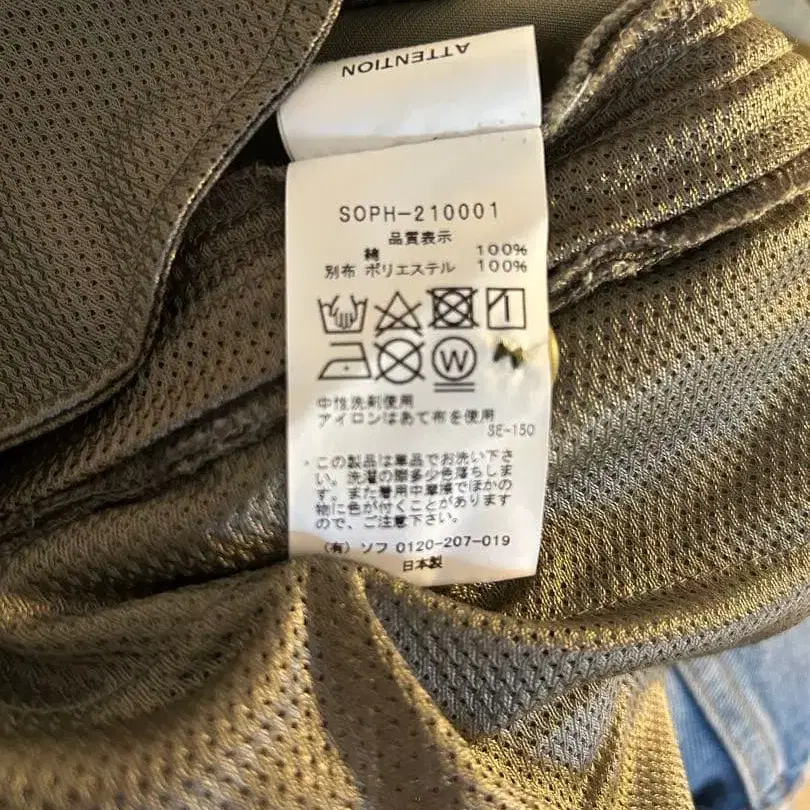 ATTENTION
SOPH-210001
品質表示
綿 100%
別布 ポリエステル 100%
W
中性洗剤使用
アイロンはあて布を使用
SE-150
・この製品は単品でお洗い下さ
い。洗濯の際多少色落ちしま
す。また着用中摩擦でほかの
物に色が付くことがあります
ので、ご注意下さい。
(有) ソフ 0120-207-019
日本製